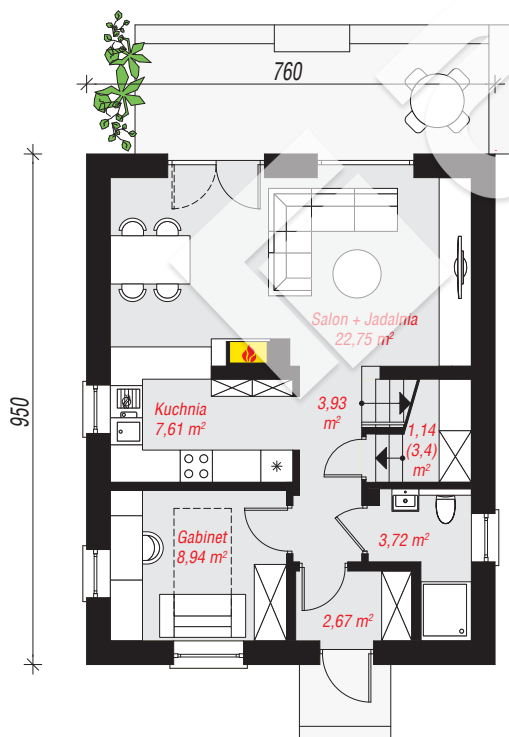 760
950
Salon + Jadalnia
22,75 m²
Kuchnia
7,61 m²
3,93
m²
1,14
(3,4)
m²
Gabinet
8,94 m²
3,72 m²
2,67 m²